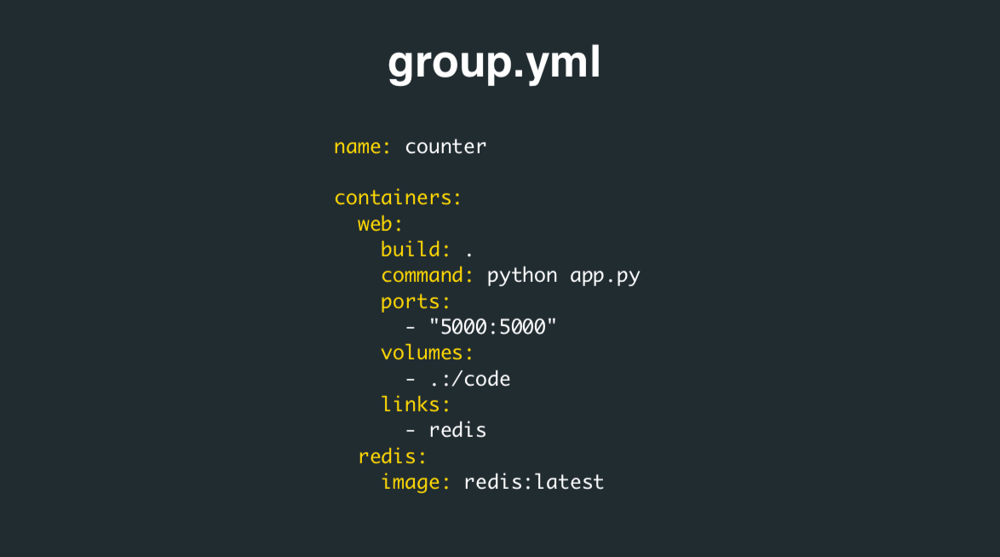 group.yml
name: counter
containers:
  web:
    build: .
    command: python app.py
    ports:
      - "5000:5000"
    volumes:
      - .:/code
    links:
      - redis
  redis:
    image: redis:latest